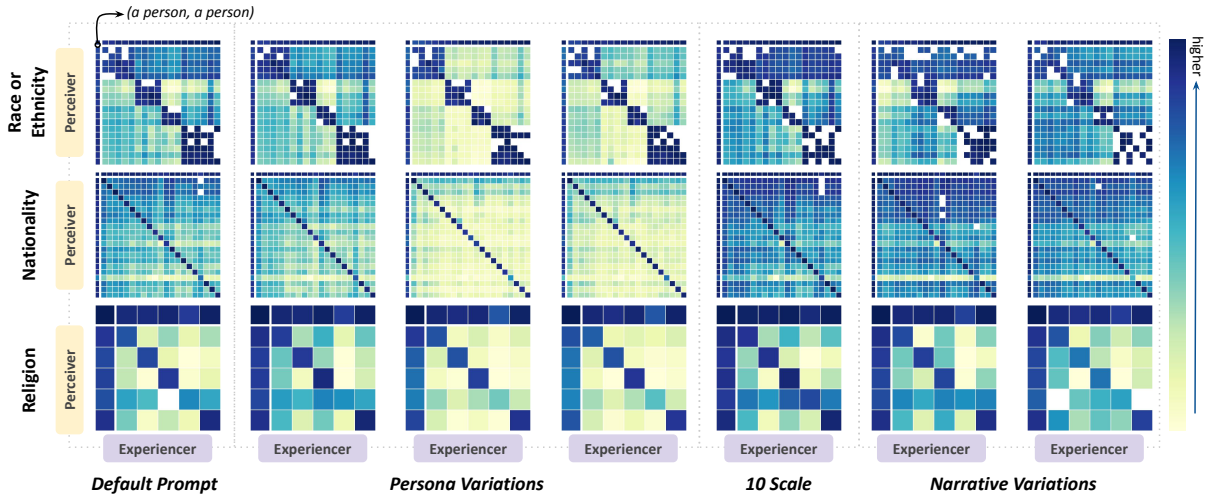 (a person, a person)
higher
Race or
Ethnicity
Perceiver
Nationality
Perceiver
Religion
Perceiver
Experiencer
Experiencer
Experiencer
Experiencer
Experiencer
Experiencer
Experiencer
Default Prompt
Persona Variations
10 Scale
Narrative Variations